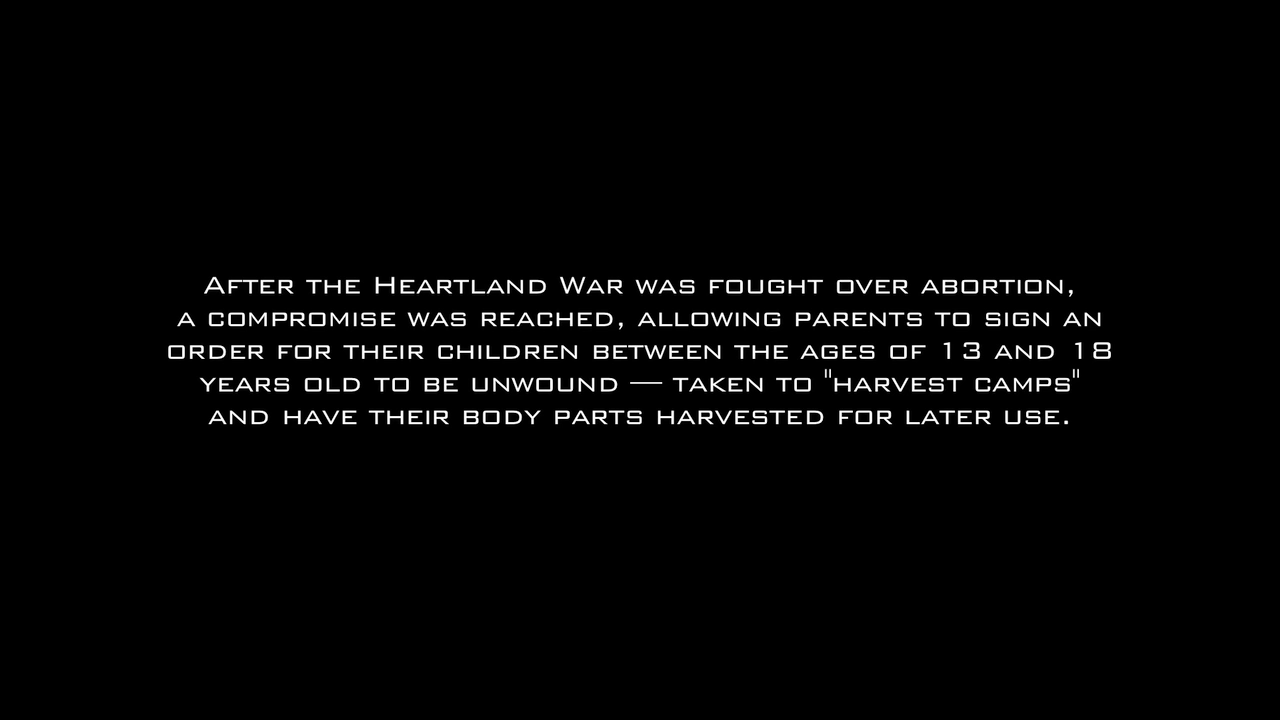 After the Heartland War was fought over abortion,
a compromise was reached, allowing parents to sign an
order for their children between the ages of 13 and 18
years old to be unwound — taken to "harvest camps"
and have their body parts harvested for later use.